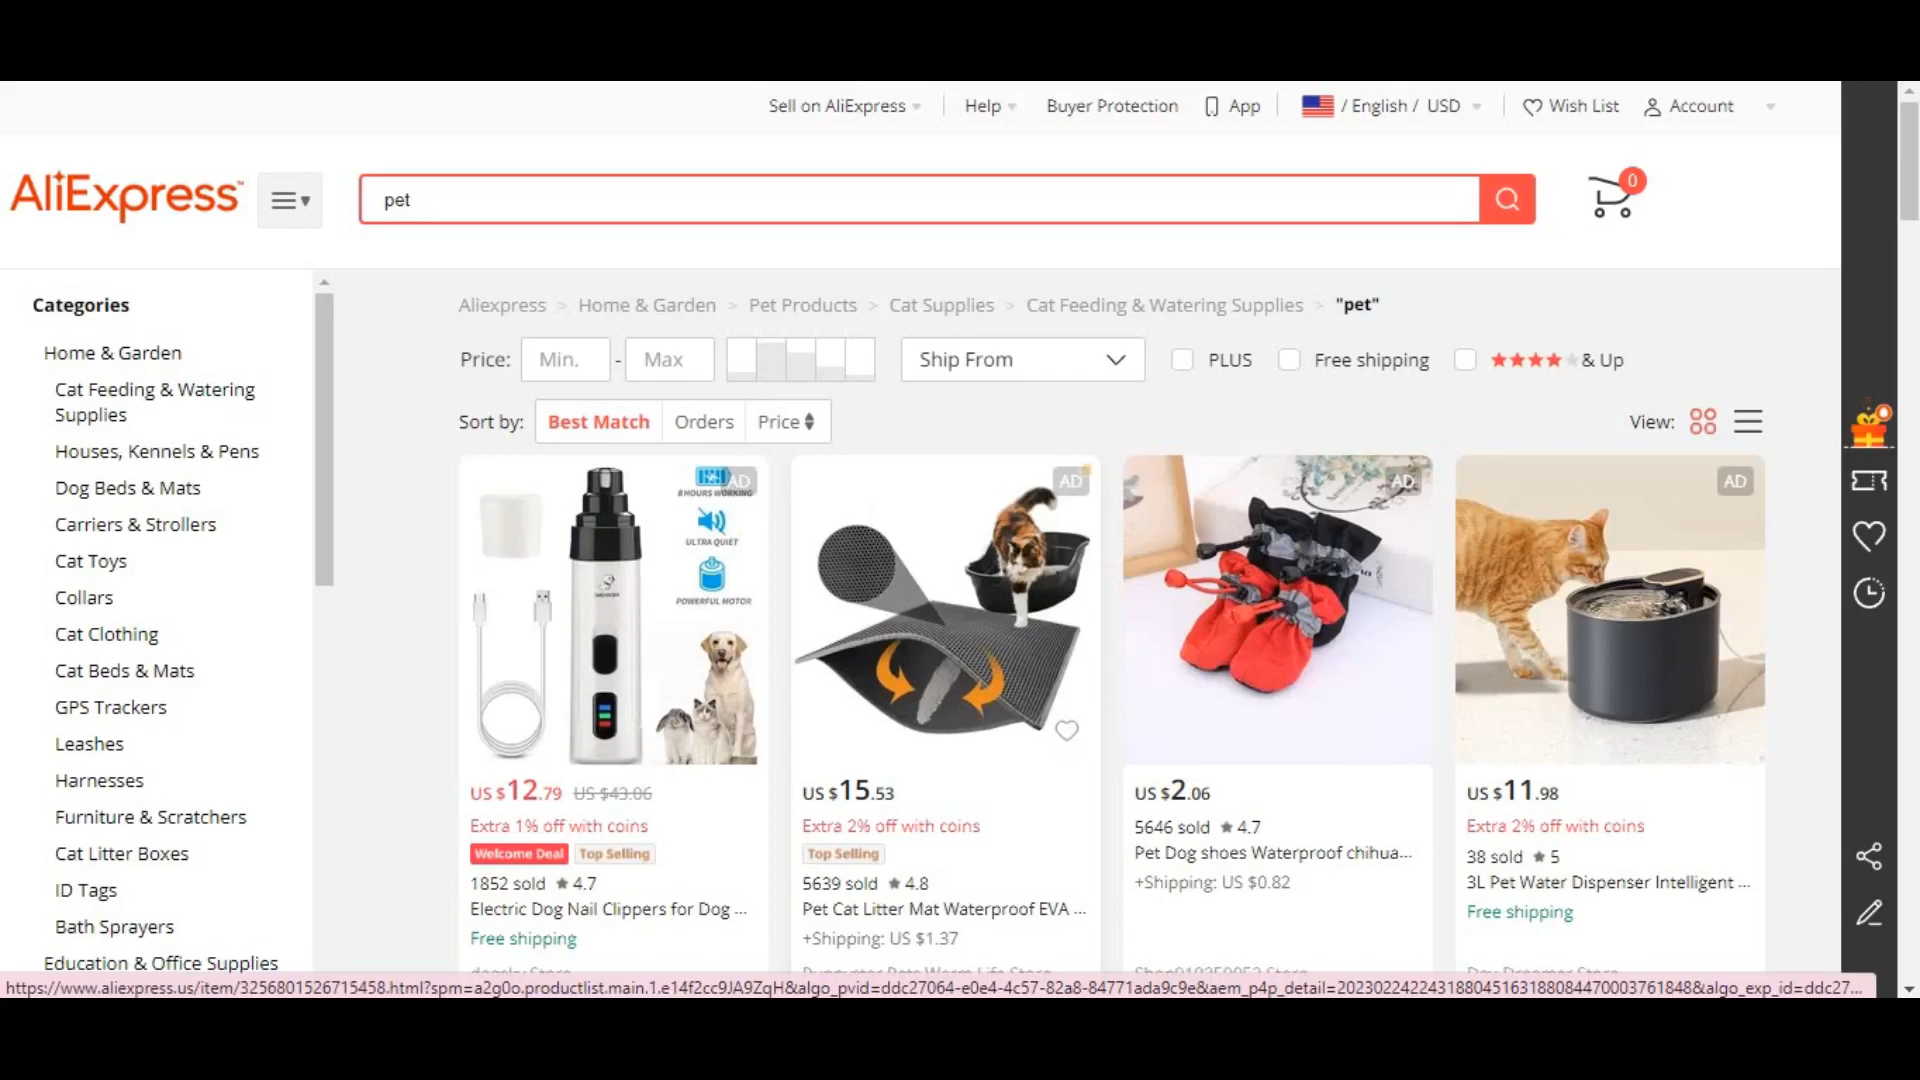 Sell on AliExpress
Help
Buyer Protection
App
/ English / USD
Wish List
Account
AliExpress™
pet
0
Categories
Home & Garden
Cat Feeding & Watering
Supplies
Houses, Kennels & Pens
Dog Beds & Mats
Carriers & Strollers
Cat Toys
Collars
Cat Clothing
Cat Beds & Mats
GPS Trackers
Leashes
Harnesses
Furniture & Scratchers
Cat Litter Boxes
ID Tags
Bath Sprayers
Education & Office Supplies
Aliexpress > Home & Garden > Pet Products > Cat Supplies > Cat Feeding & Watering Supplies > "pet"
Price: Min. - Max
Ship From
PLUS
Free shipping
& Up
Sort by: Best Match Orders Price
View:
AD
8 HOURS WORKING
ULTRA QUIET
POWERFUL MOTOR
US $12.79 US $43.06
Extra 1% off with coins
Welcome Deal Top Selling
1852 sold ★ 4.7
Electric Dog Nail Clippers for Dog ...
Free shipping
AD
US $15.53
Extra 2% off with coins
Top Selling
5639 sold ★ 4.8
Pet Cat Litter Mat Waterproof EVA ...
+Shipping: US $1.37
AD
US $2.06
5646 sold ★ 4.7
Pet Dog shoes Waterproof chihua...
+Shipping: US $0.82
AD
US $11.98
Extra 2% off with coins
38 sold ★ 5
3L Pet Water Dispenser Intelligent ...
Free shipping
https://www.aliexpress.us/item/3256801526715458.html?spm=a2g0o.productlist.main.1.e14f2cc9JA9ZqH&algo_pvid=ddc27064-e0e4-4c57-82a8-84771ada9c9e&aem_p4p_detail=202302242243188045163188084470003761848&algo_exp_id=ddc27...